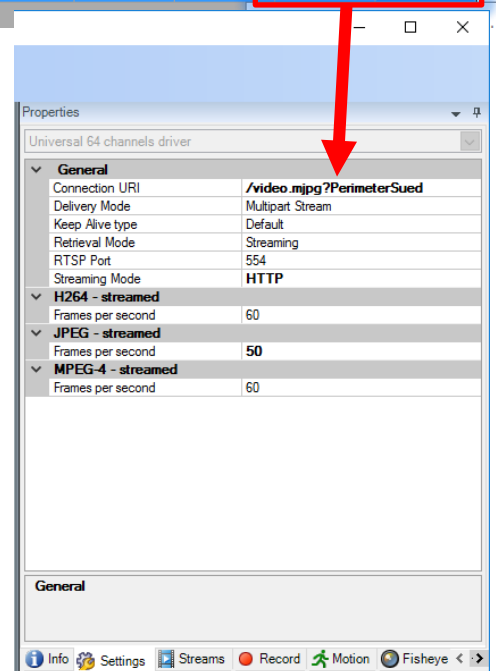 Properties
Universal 64 channels driver
General
Connection URI /video.mjpg?PerimeterSued
Delivery Mode Multipart Stream
Keep Alive type Default
Retrieval Mode Streaming
RTSP Port 554
Streaming Mode HTTP
H264 - streamed
Frames per second 60
JPEG - streamed
Frames per second 50
MPEG-4 - streamed
Frames per second 60
General
Info Settings Streams Record Motion Fisheye